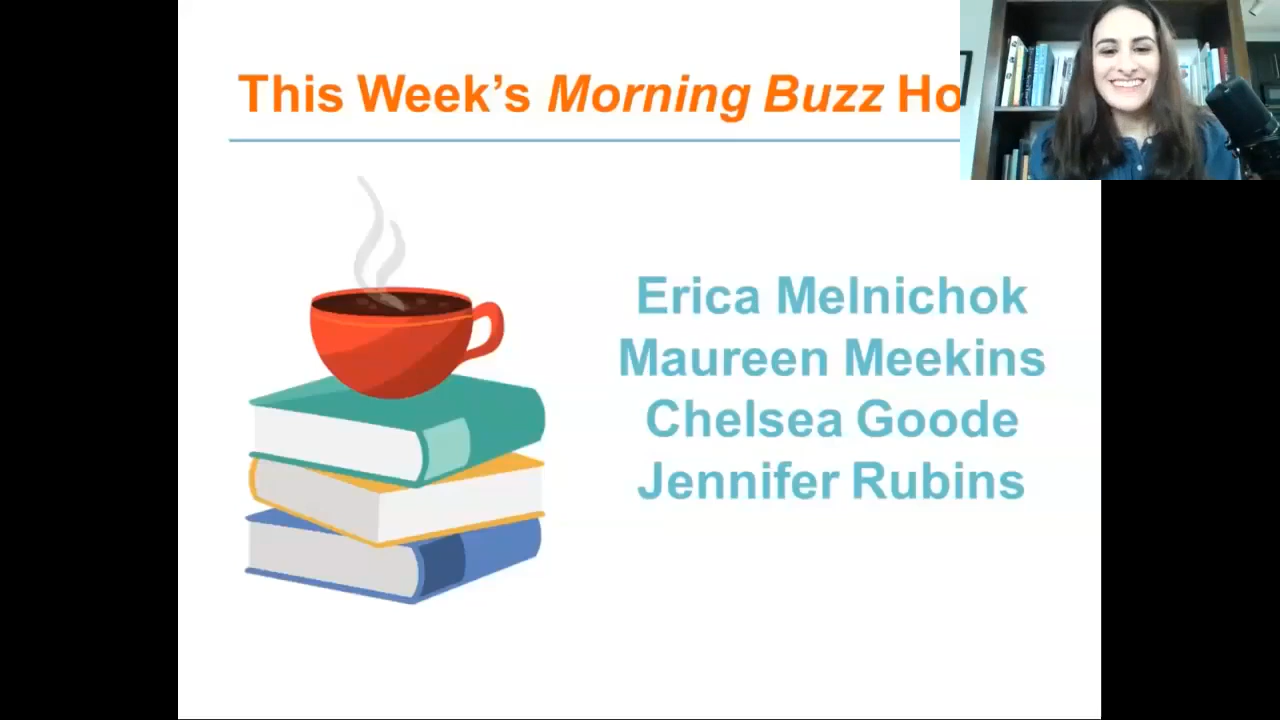 This Week's Morning Buzz Ho
Erica Melnichok
Maureen Meekins
Chelsea Goode
Jennifer Rubins